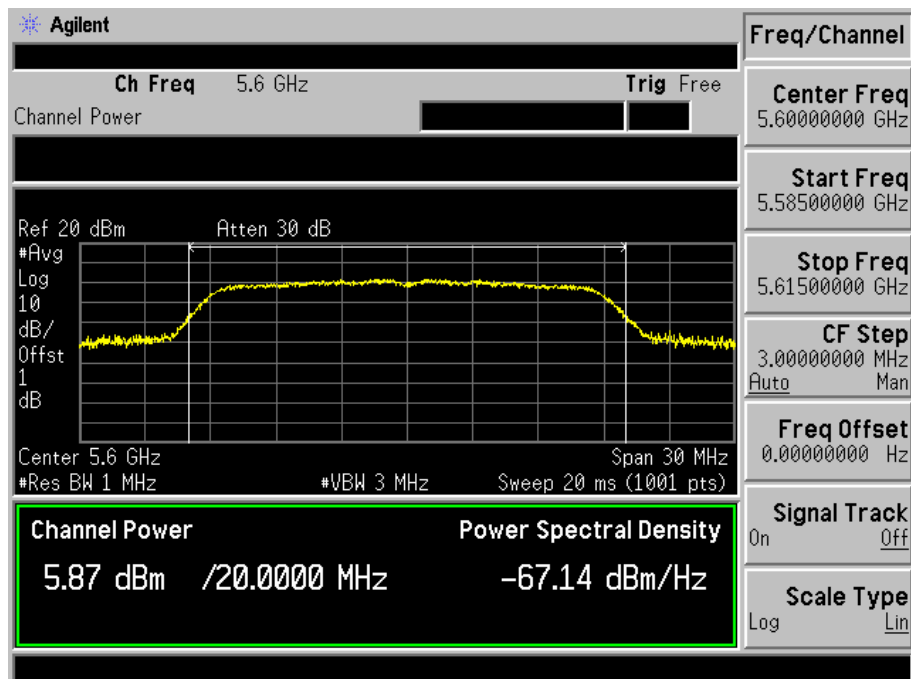 Agilent
Freq/Channel
Ch Freq 5.6 GHz Trig Free
Channel Power
Center Freq
5.60000000 GHz
Start Freq
5.58500000 GHz
Stop Freq
5.61500000 GHz
CF Step
3.00000000 MHz
Auto Man
Freq Offset
0.00000000 Hz
Signal Track
On Off
Scale Type
Log Lin
Ref 20 dBm Atten 30 dB
#Avg
Log
10
dB/
Offst
1
dB
Center 5.6 GHz Span 30 MHz
#Res BW 1 MHz #VBW 3 MHz Sweep 20 ms (1001 pts)
Channel Power Power Spectral Density
5.87 dBm /20.0000 MHz -67.14 dBm/Hz